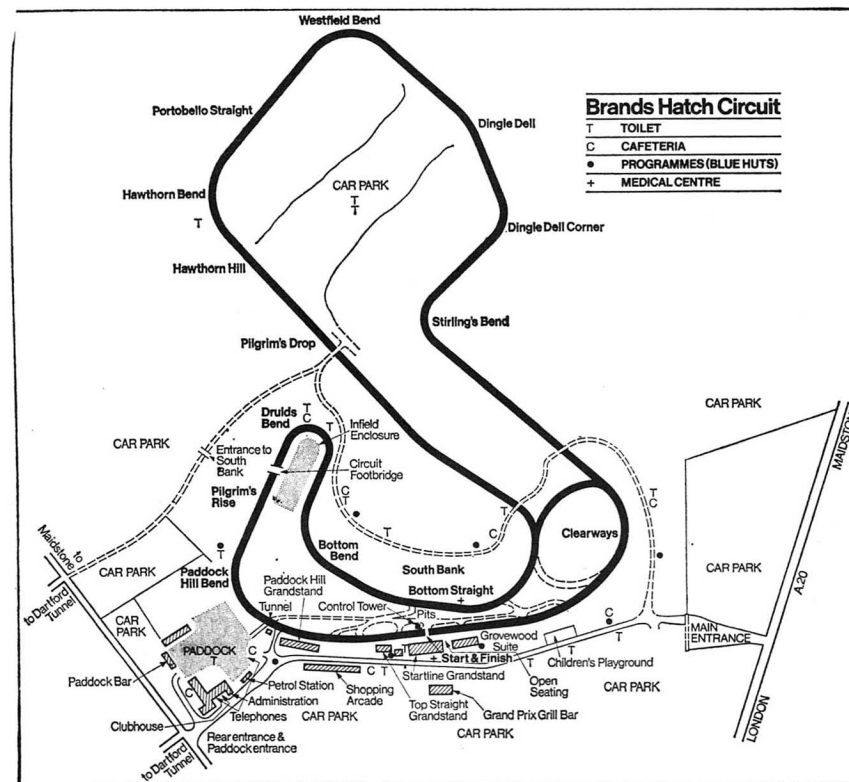 Westfield Bend
Portobello Straight
Dingle Dell
Brands Hatch Circuit
T TOILET
C CAFETERIA
● PROGRAMMES (BLUE HUTS)
+ MEDICAL CENTRE
CAR PARK
T
T
Hawthorn Bend
T
Dingle Dell Corner
Hawthorn Hill
Stirling's Bend
Pilgrim's Drop
CAR PARK
MAIDSTONE
Druids
Bend
T
C
T
Infield
Enclosure
CAR PARK
Entrance to
South
Bank
Circuit
Footbridge
Pilgrim's
Rise
C
T
T
C
T
C
Clearways
Maidstone to
to Dartford
Tunnel
T
Paddock
Hill Bend
Bottom
Bend
South Bank
CAR PARK
CAR PARK
A.20
Paddock Hill
Grandstand
Bottom Straight
+
Tunnel
Control Tower
Pits
C
T
MAIN
ENTRANCE
CAR
PARK
PADDOCK
T
C
Grovewood
Suite
+ Start & Finish
T
T
Children's Playground
Paddock Bar
C
Petrol Station
Administration
Telephones
Shopping
Arcade
C T
Startline Grandstand
Open
Seating
CAR PARK
Clubhouse
CAR PARK
Top Straight
Grandstand
Grand Prix Grill Bar
CAR PARK
Rear entrance &
Paddock entrance
to Dartford
Tunnel
LONDON